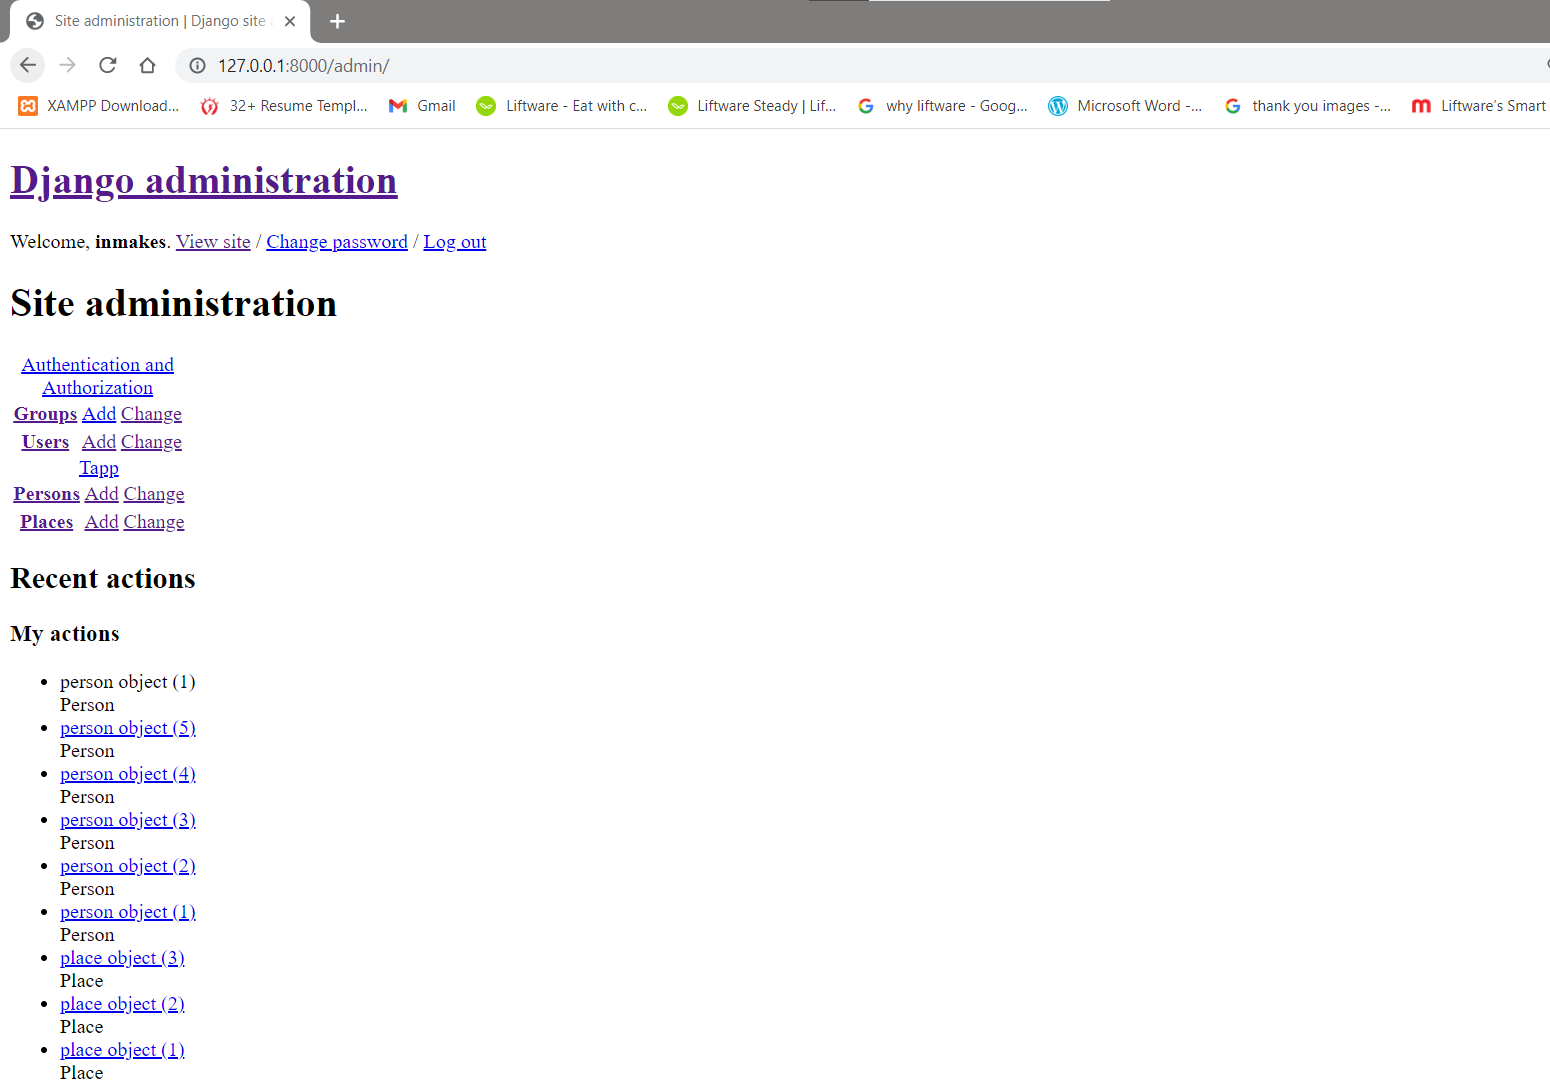 Site administration | Django site
127.0.0.1:8000/admin/
XAMPP Download... 32+ Resume Templ... Gmail Liftware - Eat with c... Liftware Steady | Lif... why liftware - Goog... Microsoft Word -... thank you images -... Liftware's Smart
Django administration
Welcome, inmakes. View site / Change password / Log out
Site administration
Authentication and
Authorization
Groups Add Change
Users Add Change
Tapp
Persons Add Change
Places Add Change
Recent actions
My actions
person object (1)
Person
person object (5)
Person
person object (4)
Person
person object (3)
Person
person object (2)
Person
person object (1)
Person
place object (3)
Place
place object (2)
Place
place object (1)
Place